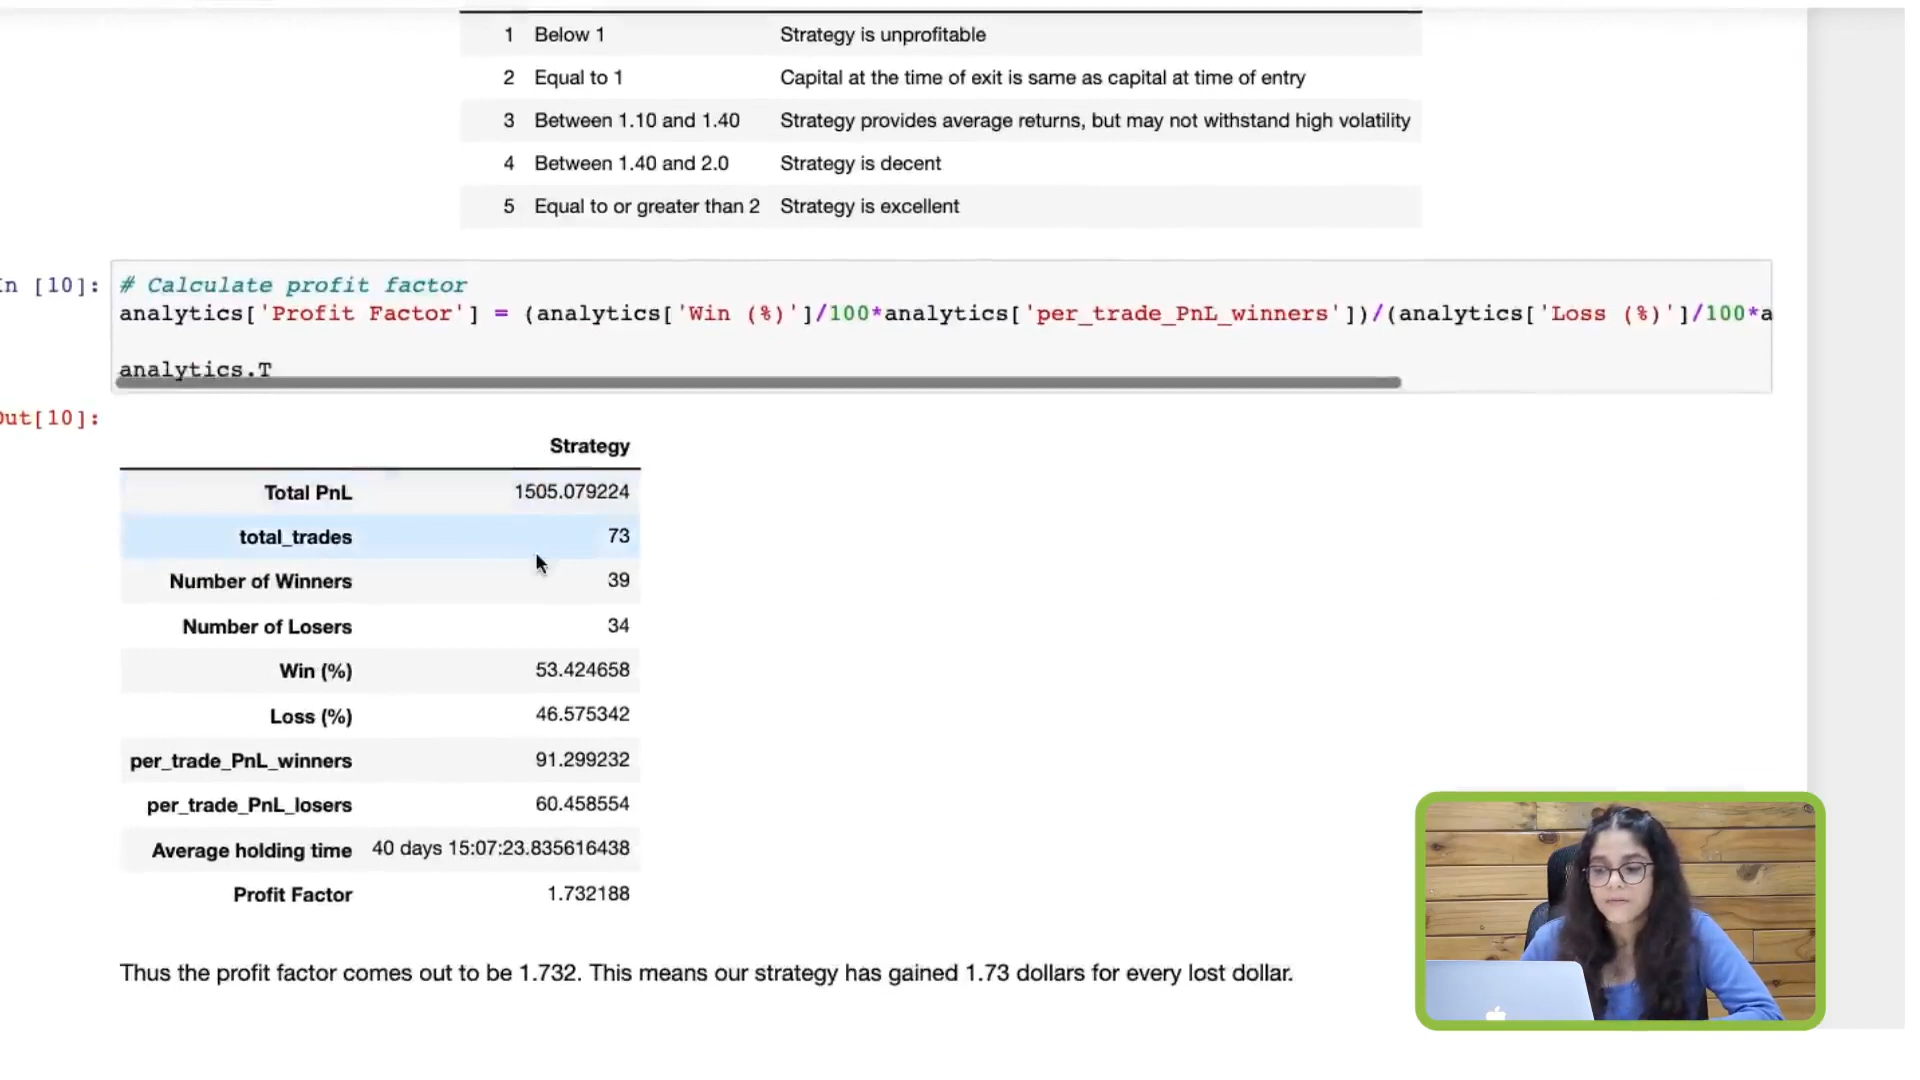 1 Below 1 Strategy is unprofitable
2 Equal to 1 Capital at the time of exit is same as capital at time of entry
3 Between 1.10 and 1.40 Strategy provides average returns, but may not withstand high volatility
4 Between 1.40 and 2.0 Strategy is decent
5 Equal to or greater than 2 Strategy is excellent
n [10]: # Calculate profit factor
analytics['Profit Factor'] = (analytics['Win (%)']/100*analytics['per_trade_PnL_winners'])/(analytics['Loss (%)']/100*a
analytics.T
Out[10]:
Strategy
Total PnL 1505.079224
total_trades 73
Number of Winners 39
Number of Losers 34
Win (%) 53.424658
Loss (%) 46.575342
per_trade_PnL_winners 91.299232
per_trade_PnL_losers 60.458554
Average holding time 40 days 15:07:23.835616438
Profit Factor 1.732188
Thus the profit factor comes out to be 1.732. This means our strategy has gained 1.73 dollars for every lost dollar.